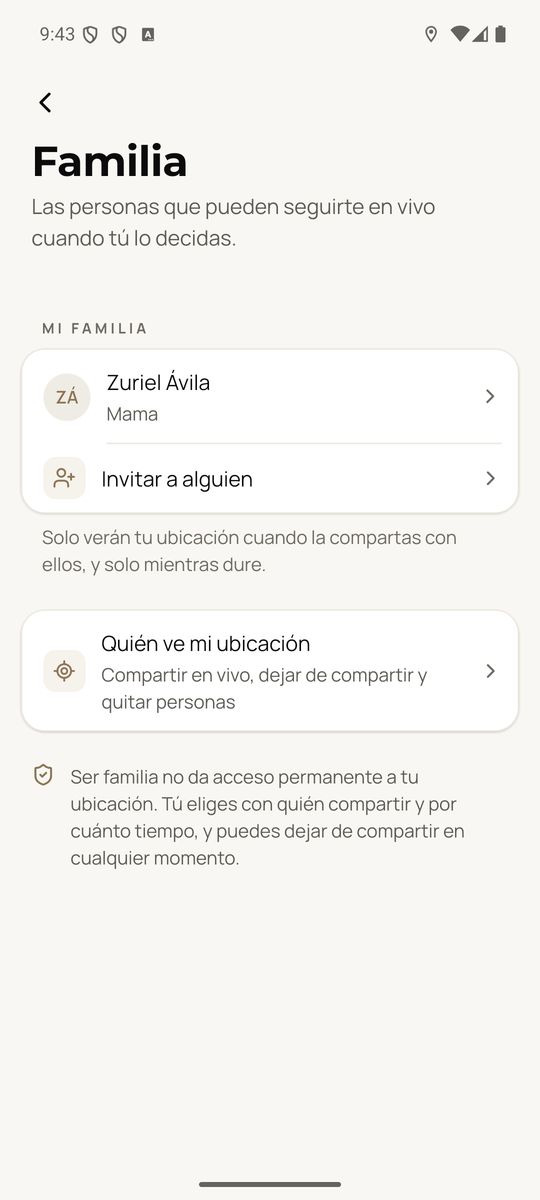 9:43
Familia
Las personas que pueden seguirte en vivo
cuando tú lo decidas.
MI FAMILIA
ZÁ
Zuriel Ávila
Mama
Invitar a alguien
Solo verán tu ubicación cuando la compartas con
ellos, y solo mientras dure.
Quién ve mi ubicación
Compartir en vivo, dejar de compartir y
quitar personas
Ser familia no da acceso permanente a tu
ubicación. Tú eliges con quién compartir y por
cuánto tiempo, y puedes dejar de compartir en
cualquier momento.